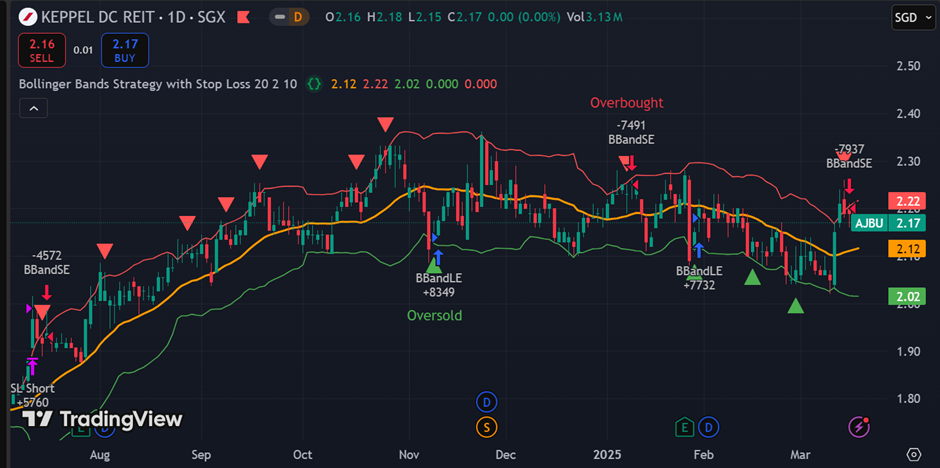 KEPPEL DC REIT · 1D · SGX D O2.16 H2.18 L2.15 C2.17 0.00 (0.00%) Vol3.13 M
SGD
2.16 SELL 0.01 2.17 BUY
Bollinger Bands Strategy with Stop Loss 20 2 10 {} 2.12 2.22 2.02 0.000 0.000
2.50
2.40
2.30
2.22
2.20
AJBU 2.17
2.12
2.10
2.02
2.00
1.90
1.80
-4572
BBandSE
SL Short
+5760
BBandLE
+8349
Oversold
Overbought
-7491
BBandSE
BBandLE
+7732
-7937
BBandSE
TradingView
E D D S E D
Aug Sep Oct Nov Dec 2025 Feb Mar